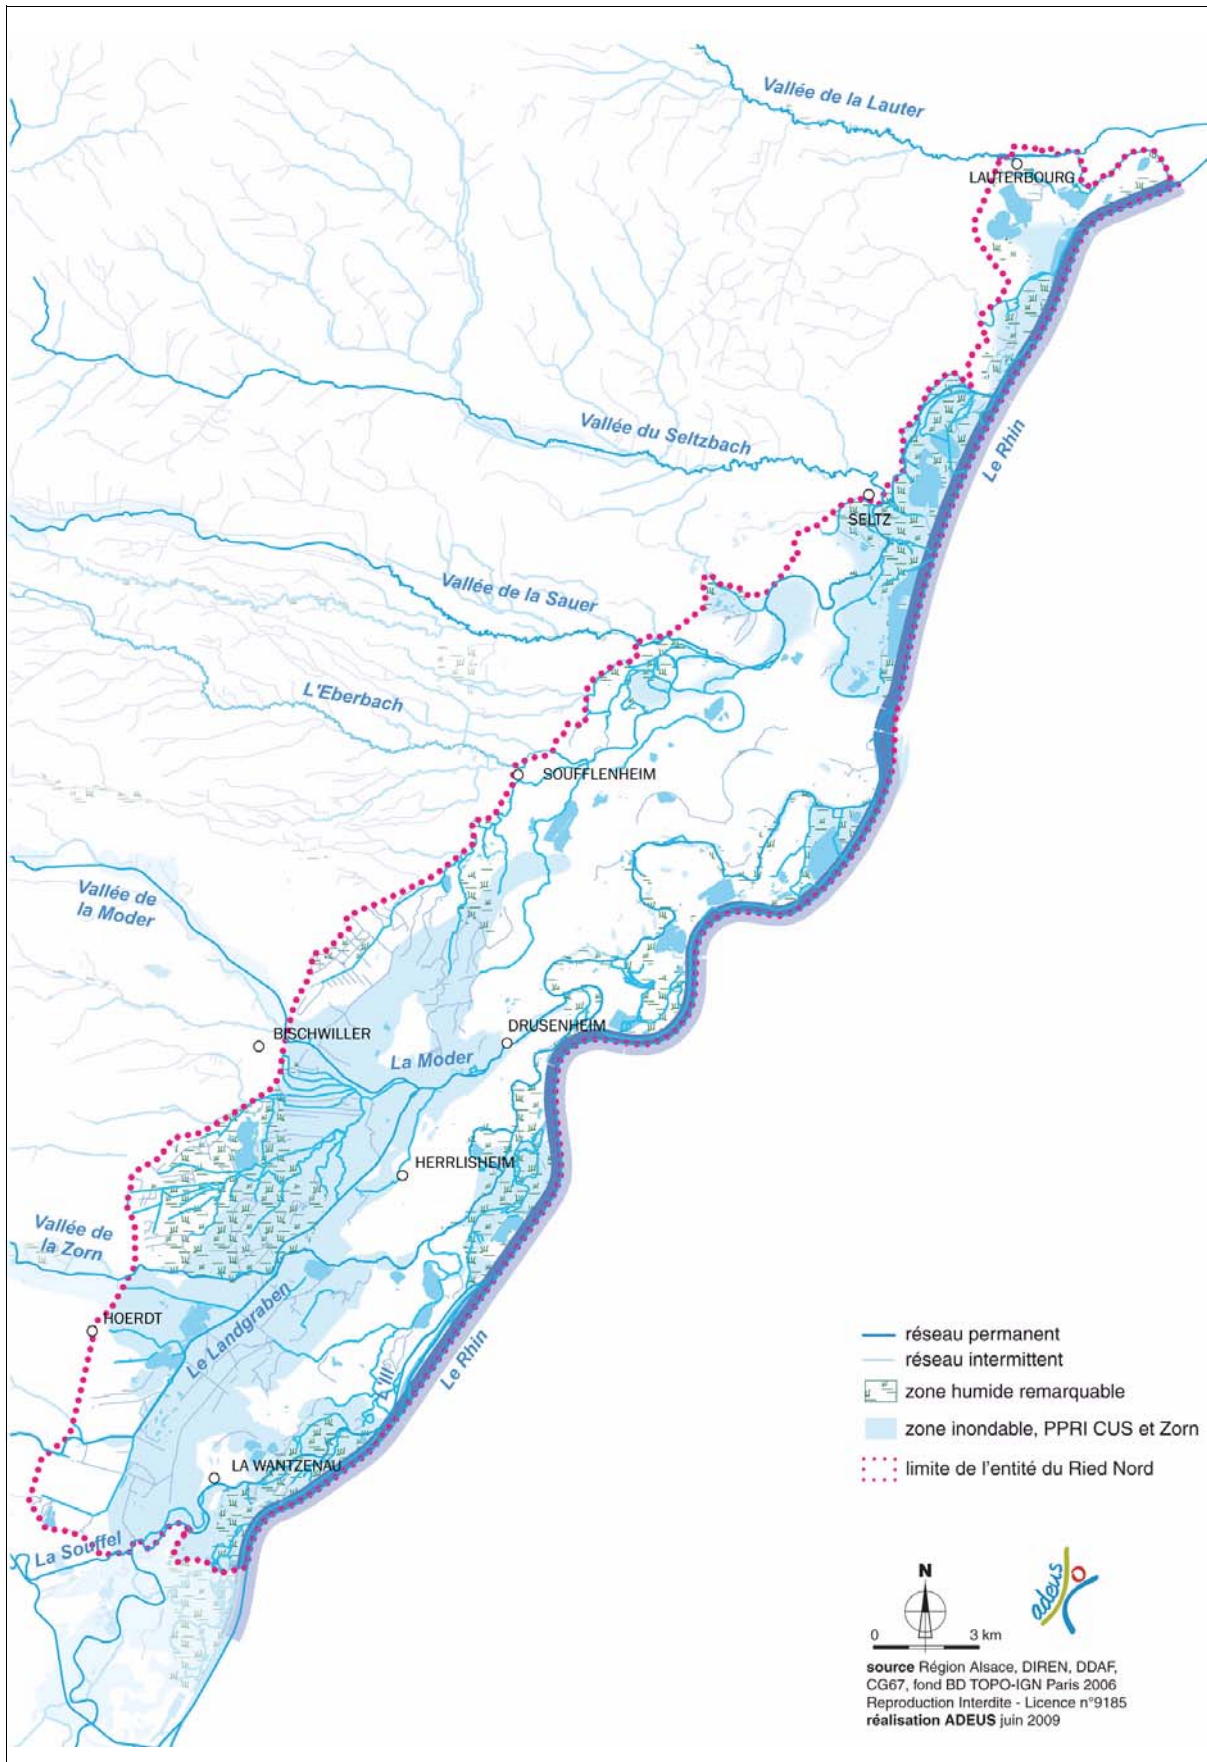 Vallée de la Lauter
LAUTERBOURG
Le Rhin
Vallée du Seltzbach
SELTZ
Vallée de la Sauer
L'Eberbach
SOUFFLENHEIM
Vallée de
la Moder
BISCHWILLER
DRUSENHEIM
La Moder
HERRLISHEIM
Vallée de
la Zorn
HOERDT
Le Landgraben
L'Ill
Le Rhin
LA WANTZENAU
La Souffel
réseau permanent
réseau intermittent
zone humide remarquable
zone inondable, PPRI CUS et Zorn
limite de l'entité du Ried Nord
N
0 3 km
adeus
source Région Alsace, DIREN, DDAF,
CG67, fond BD TOPO-IGN Paris 2006
Reproduction Interdite - Licence n°9185
réalisation ADEUS juin 2009